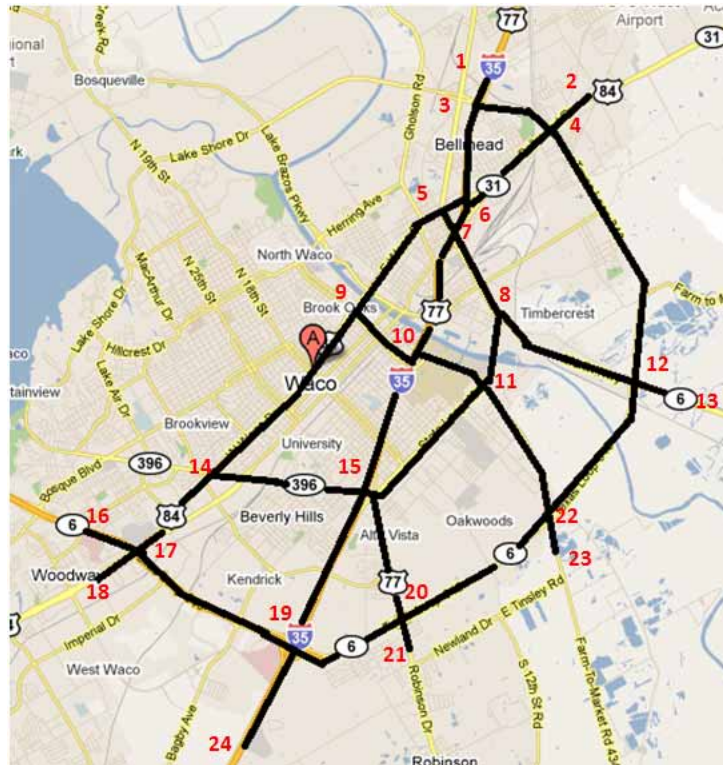 77
Airport
31
1
35
2
84
Bosqueville
Gholson Rd
3
4
N 19th St
Lake Shore Dr
Bellmead
Lake Brazos Pkwy
31
5
6
Herring Ave
7
North Waco
MacArthur Dr
N 25th St
N 18th St
9
8
Farm to M
Lake Shore Dr
Brook Oaks
77
Timbercrest
Hillcrest Dr
10
A
12
Waco
35
11
6
13
Lake Air Dr
Brookview
University
396
14
15
Bosque Blvd
396
84
16
6
Beverly Hills
Alta Vista
Oakwoods
22
17
6
23
Woodway
18
Kendrick
77
20
E Tinsley Rd
Imperial Dr
19
35
6
Newland Dr
21
West Waco
Bagby Ave
Robinson Dr
S 12th St Rd
Farm-To-Market Rd 434
24
Robinson